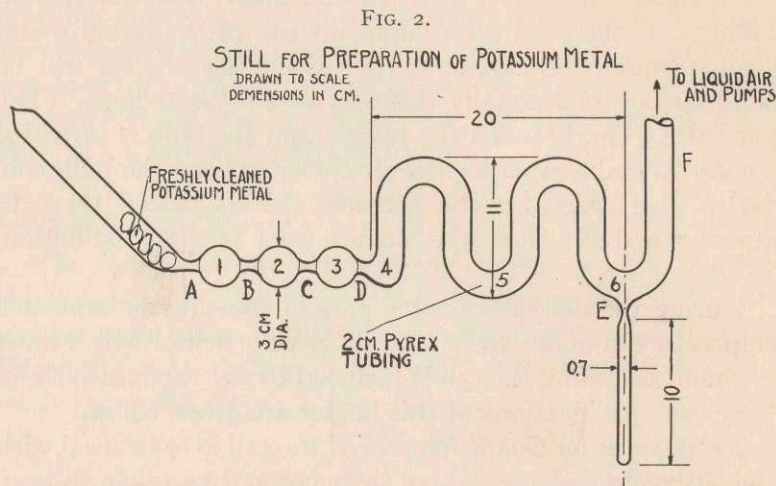 FIG. 2.
STILL FOR PREPARATION OF POTASSIUM METAL
DRAWN TO SCALE
DEMENSIONS IN CM.
TO LIQUID AIR
AND PUMPS
20
F
FRESHLY CLEANED
POTASSIUM METAL
11
1
2
3
4
5
6
A
B
C
D
E
3 CM
DIA.
2CM. PYREX
TUBING
0.7
10